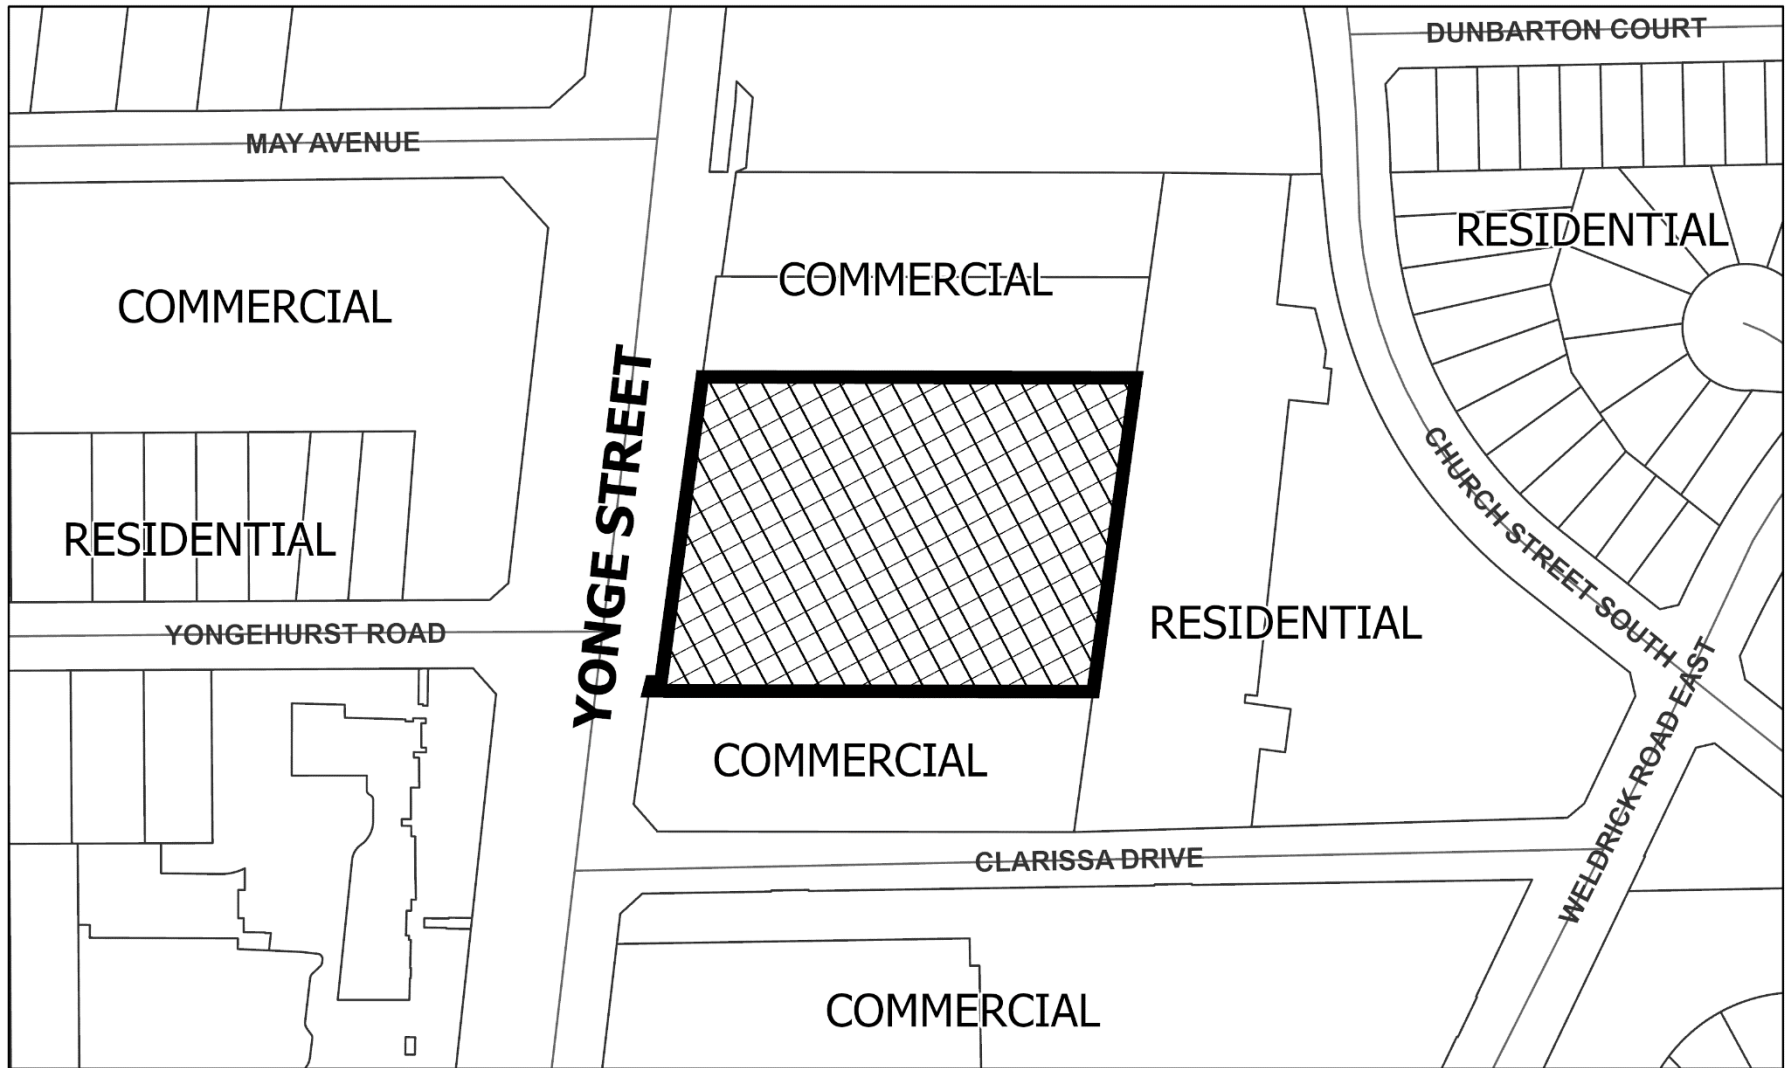 DUNBARTON COURT
MAY AVENUE
RESIDENTIAL
COMMERCIAL
COMMERCIAL
YONGE STREET
RESIDENTIAL
CHURCH STREET SOUTH
YONGEHURST ROAD
RESIDENTIAL
WELDRICK ROAD EAST
COMMERCIAL
CLARISSA DRIVE
COMMERCIAL